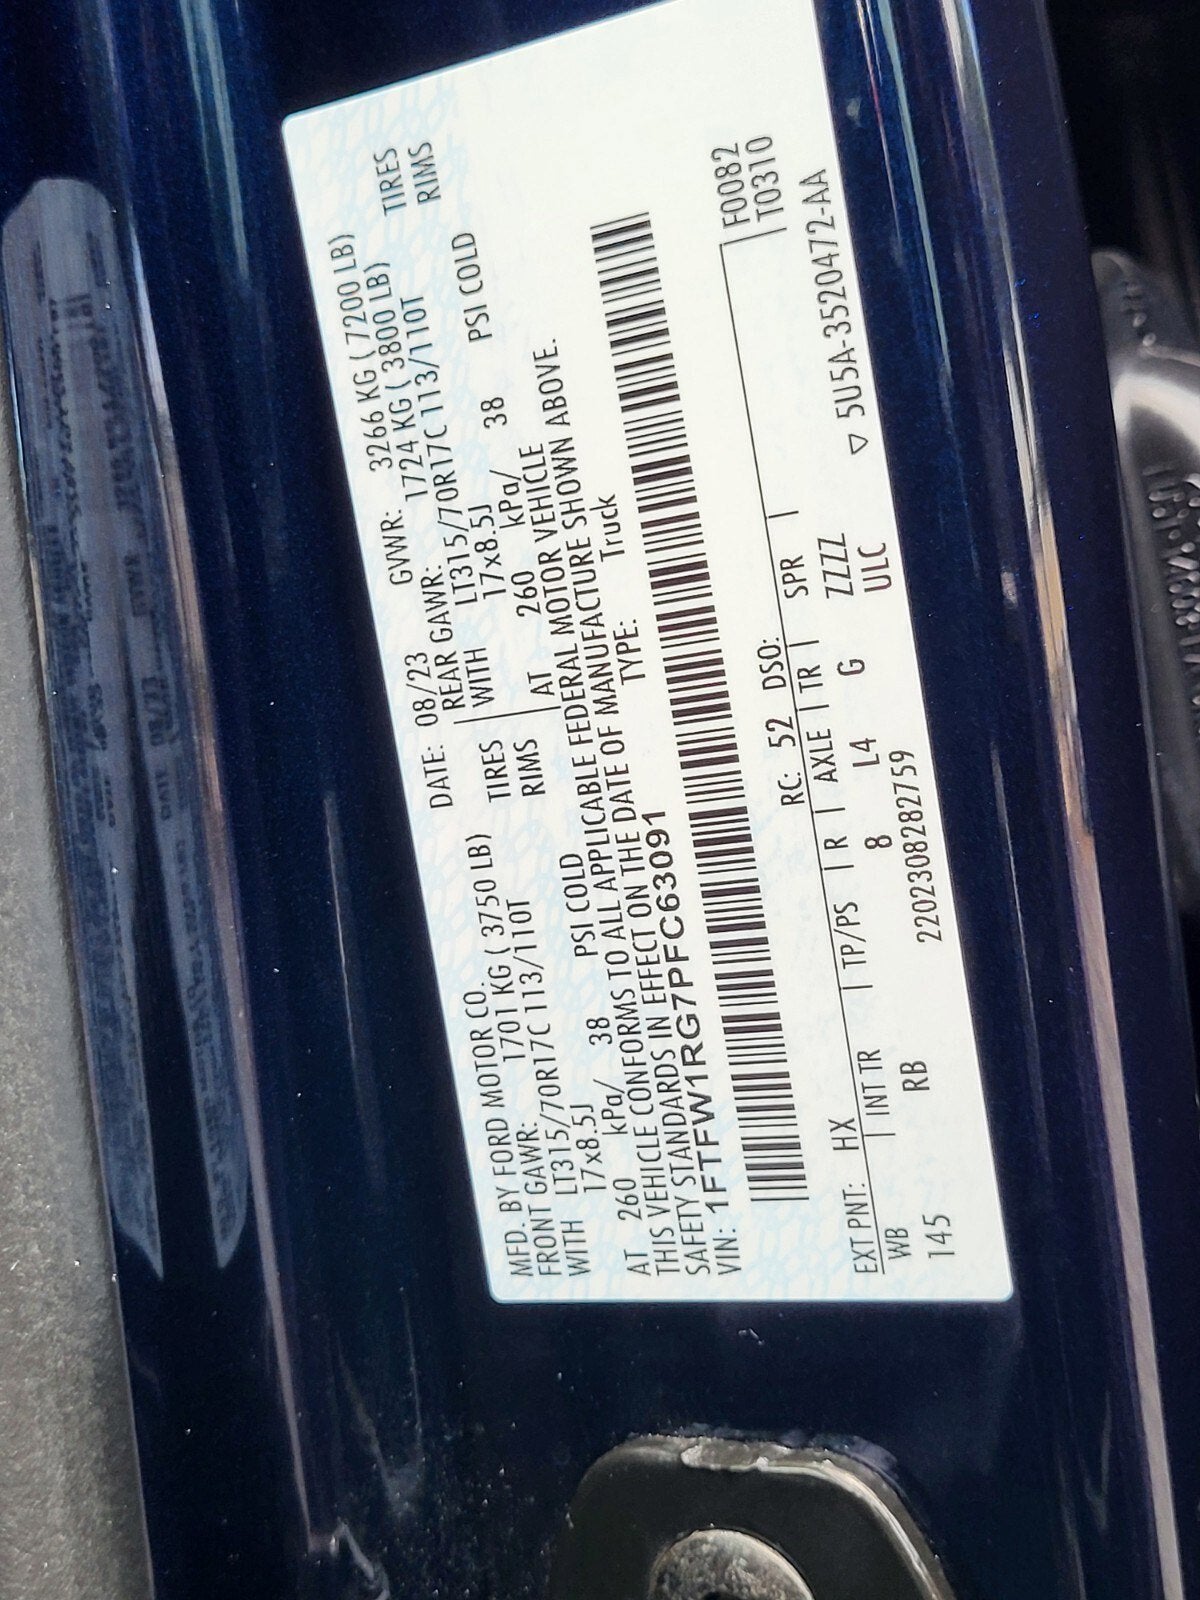 MFD. BY FORD MOTOR CO. DATE: 08/23 GVWR: 3266 KG ( 7200 LB)
FRONT GAWR: 1701 KG ( 3750 LB) REAR GAWR: 1724 KG ( 3800 LB)
WITH LT315/70R17C 113/110T TIRES WITH LT315/70R17C 113/110T TIRES
17x8.5J RIMS 17x8.5J RIMS
AT 260 kPa/ 38 PSI COLD AT 260 kPa/ 38 PSI COLD
THIS VEHICLE CONFORMS TO ALL APPLICABLE FEDERAL MOTOR VEHICLE
SAFETY STANDARDS IN EFFECT ON THE DATE OF MANUFACTURE SHOWN ABOVE.
VIN: 1FTFW1RG7PFC63091 TYPE: Truck
F0082
T0310
EXT PNT: HX RC: 52 DSO:
WB INT TR TP/PS R AXLE TR SPR
145 RB 8 L4 G ZZZZ
ULC
2202308282759
▽ 5U5A-3520472-AA